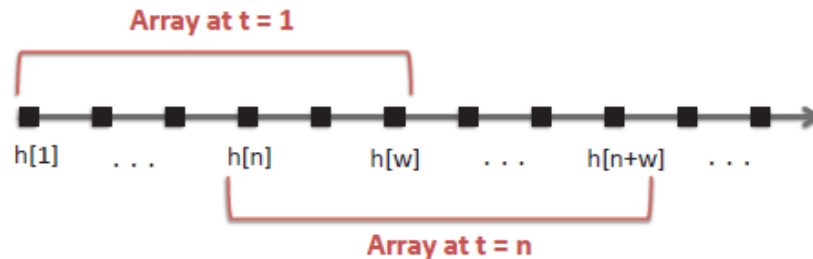 Array at t = 1
h[1] . . . h[n] h[w] . . . h[n+w] . . .
Array at t = n